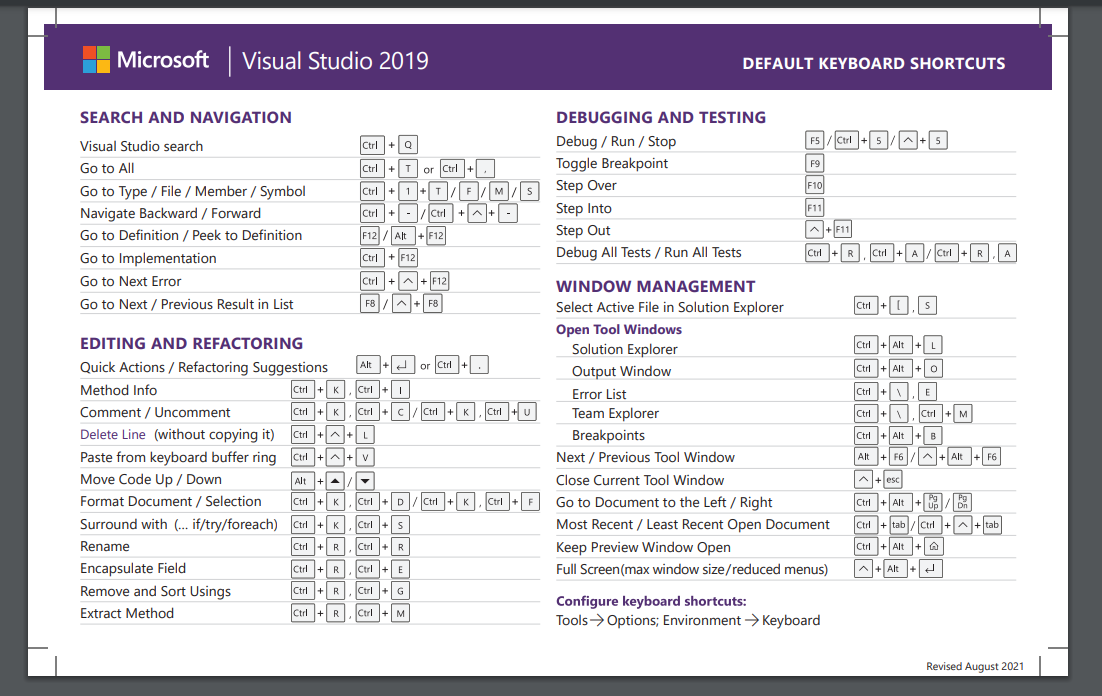 Microsoft | Visual Studio 2019
DEFAULT KEYBOARD SHORTCUTS
SEARCH AND NAVIGATION
Visual Studio search Ctrl + Q
Go to All Ctrl + T or Ctrl + ,
Go to Type / File / Member / Symbol Ctrl + 1 + T / F / M / S
Navigate Backward / Forward Ctrl + - / Ctrl + ^ + -
Go to Definition / Peek to Definition F12 / Alt + F12
Go to Implementation Ctrl + F12
Go to Next Error Ctrl + ^ + F12
Go to Next / Previous Result in List F8 / ^ + F8
EDITING AND REFACTORING
Quick Actions / Refactoring Suggestions Alt + ↵ or Ctrl + .
Method Info Ctrl + K , Ctrl + I
Comment / Uncomment Ctrl + K , Ctrl + C / Ctrl + K , Ctrl + U
Delete Line (without copying it) Ctrl + ^ + L
Paste from keyboard buffer ring Ctrl + ^ + V
Move Code Up / Down Alt + ▲ / ▼
Format Document / Selection Ctrl + K , Ctrl + D / Ctrl + K , Ctrl + F
Surround with (... if/try/foreach) Ctrl + K , Ctrl + S
Rename Ctrl + R , Ctrl + R
Encapsulate Field Ctrl + R , Ctrl + E
Remove and Sort Usings Ctrl + R , Ctrl + G
Extract Method Ctrl + R , Ctrl + M
DEBUGGING AND TESTING
Debug / Run / Stop F5 / Ctrl + 5 / ^ + 5
Toggle Breakpoint F9
Step Over F10
Step Into F11
Step Out ^ + F11
Debug All Tests / Run All Tests Ctrl + R , Ctrl + A / Ctrl + R , A
WINDOW MANAGEMENT
Select Active File in Solution Explorer Ctrl + [ , S
Open Tool Windows
Solution Explorer Ctrl + Alt + L
Output Window Ctrl + Alt + O
Error List Ctrl + \ , E
Team Explorer Ctrl + \ , Ctrl + M
Breakpoints Ctrl + Alt + B
Next / Previous Tool Window Alt + F6 / ^ + Alt + F6
Close Current Tool Window ^ + esc
Go to Document to the Left / Right Ctrl + Alt + Pg Up / Pg Dn
Most Recent / Least Recent Open Document Ctrl + tab / Ctrl + ^ + tab
Keep Preview Window Open Ctrl + Alt + ⌂
Full Screen(max window size/reduced menus) ^ + Alt + ↵
Configure keyboard shortcuts:
Tools → Options; Environment → Keyboard
Revised August 2021